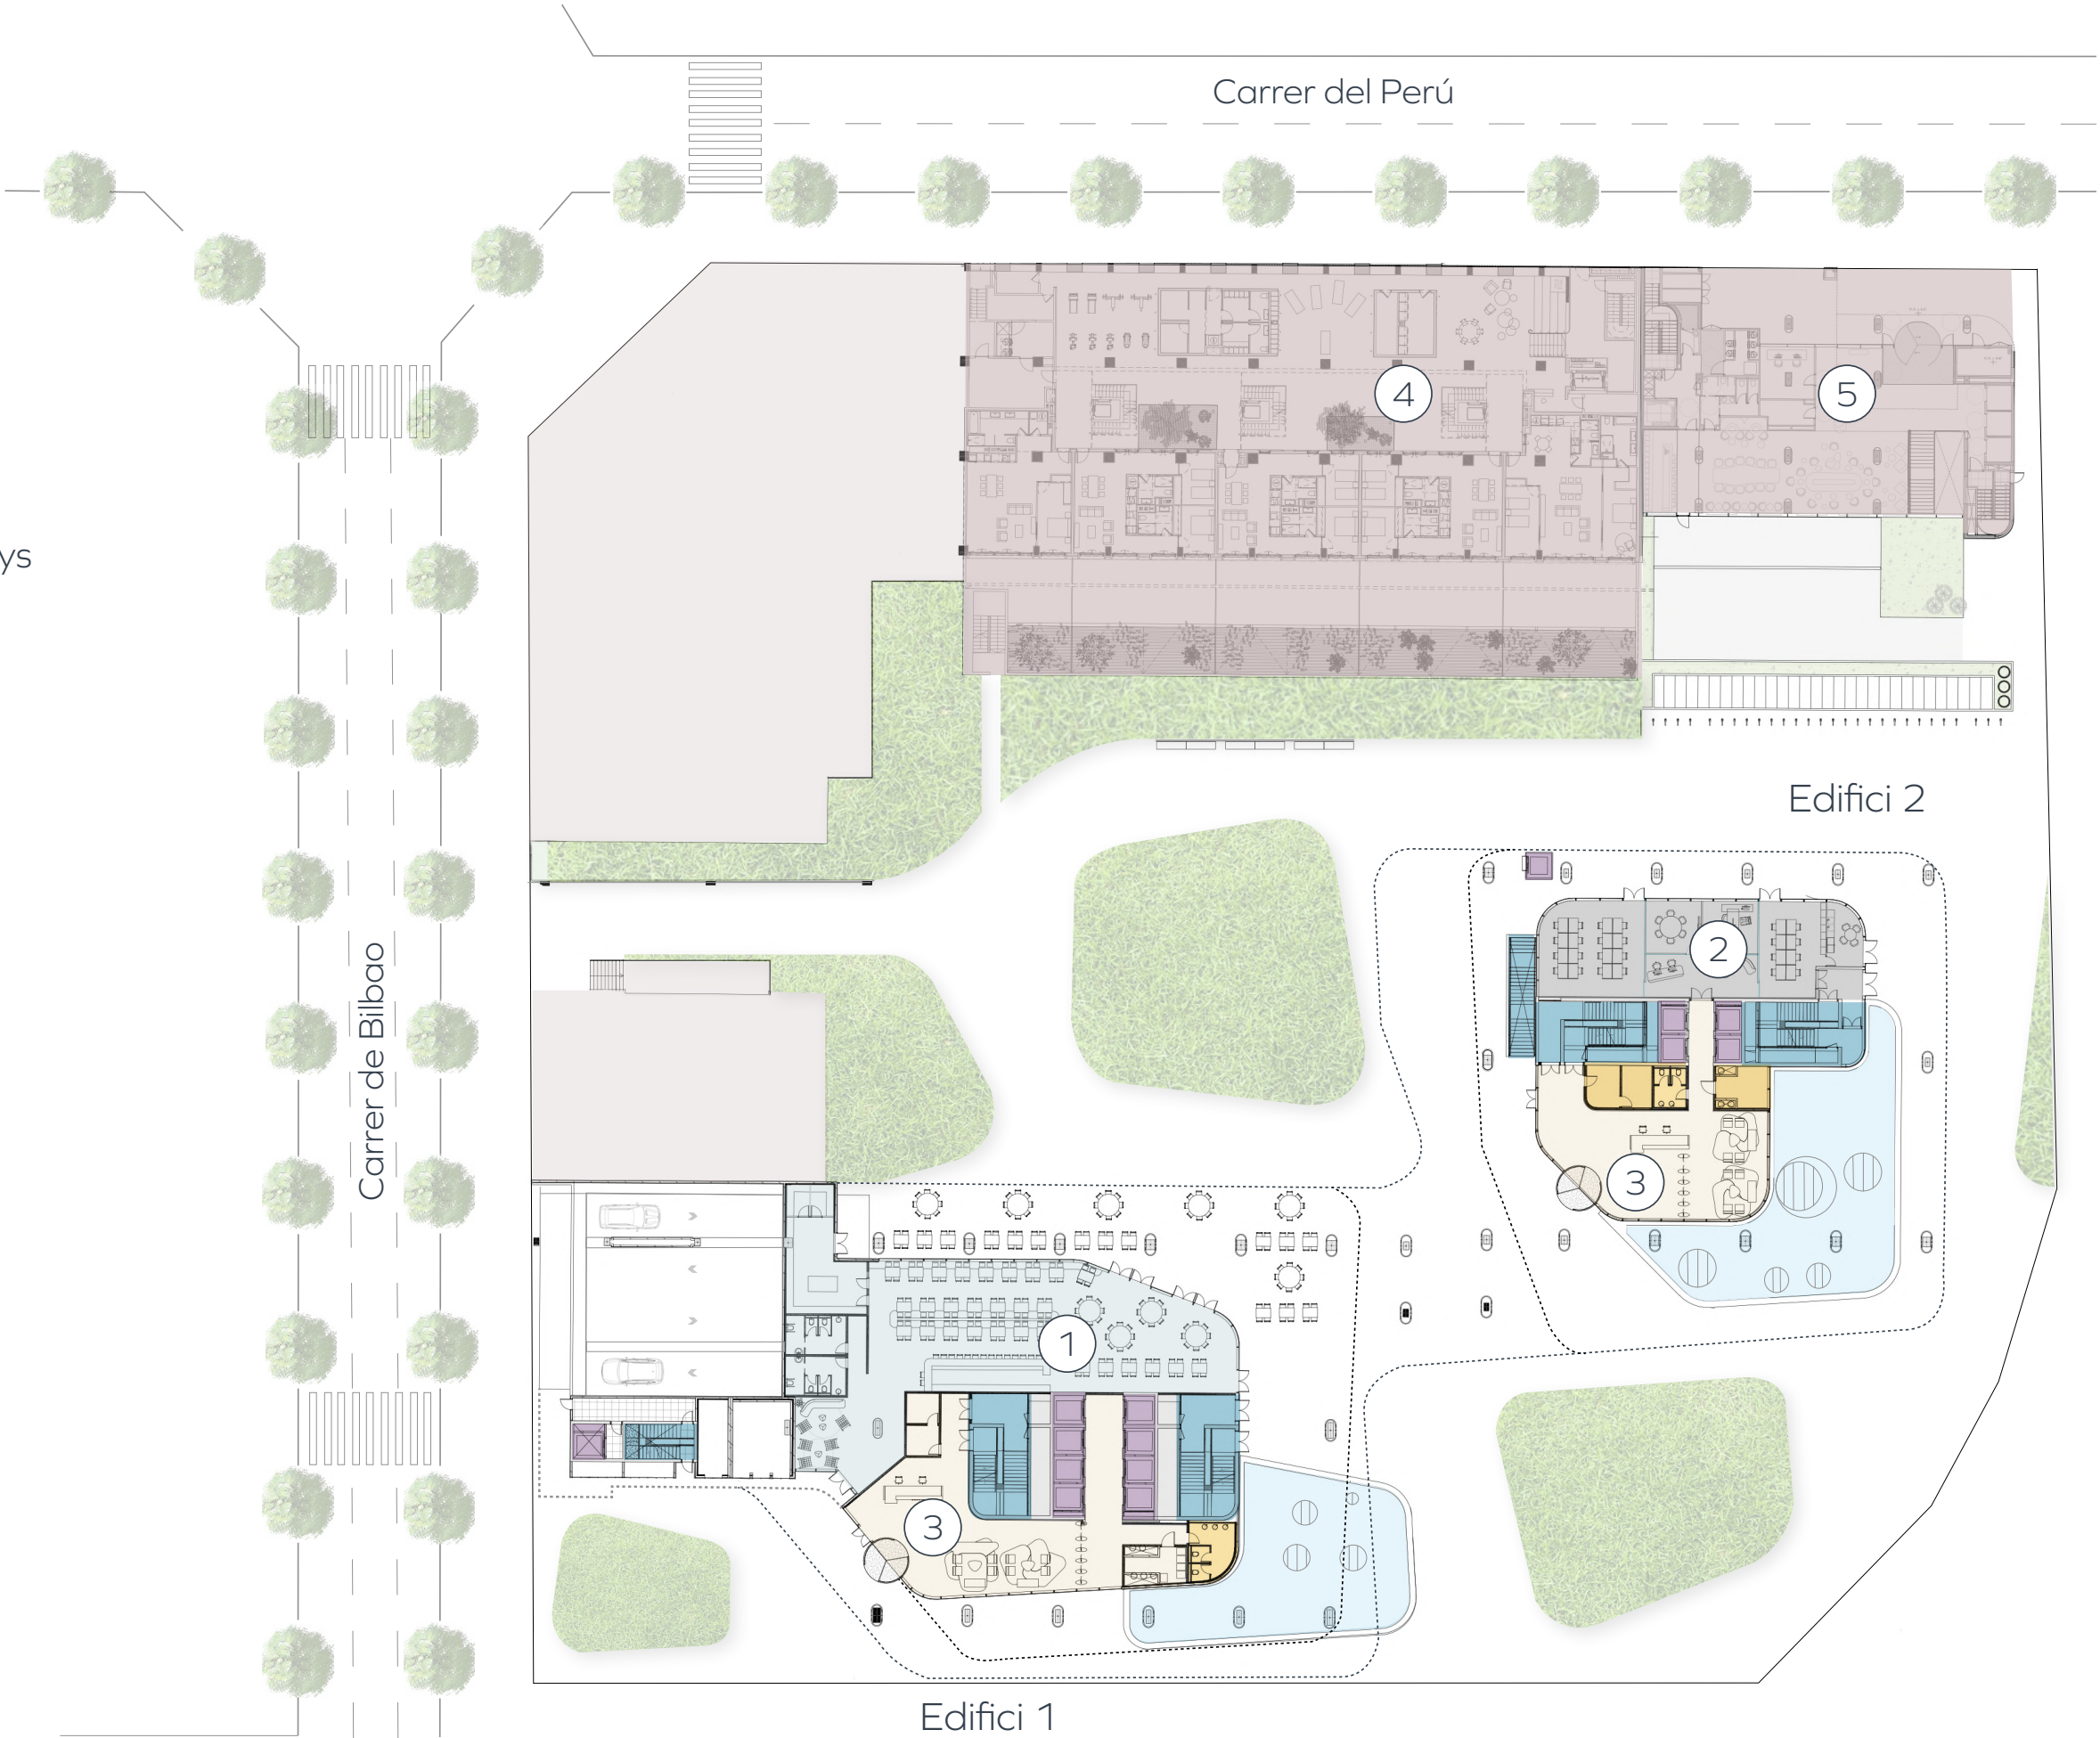 Carrer del Perú
4
5
ys
Edifici 2
2
Carrer de Bilbao
3
1
3
Edifici 1